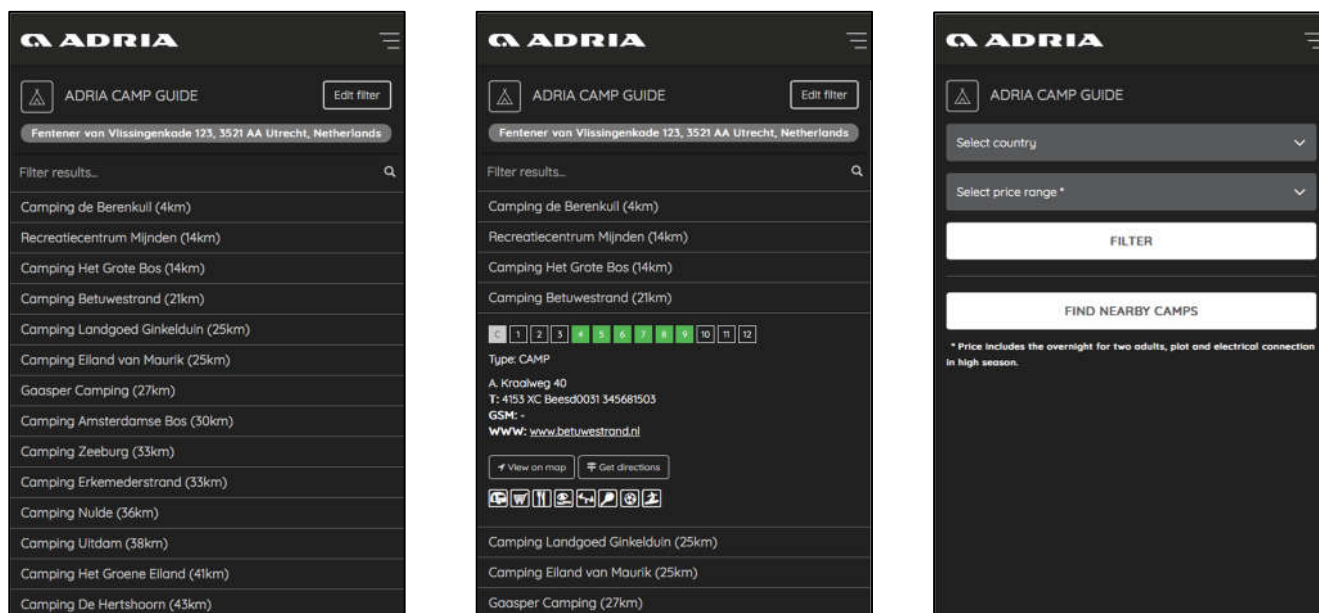 ADRIA
ADRIA CAMP GUIDE
Edit filter
Fentener van Vlissingenkade 123, 3521 AA Utrecht, Netherlands
Filter results...
Camping de Berenkuil (4km)
Recreatiecentrum Mijnden (14km)
Camping Het Grote Bos (14km)
Camping Betuwestrand (21km)
Camping Landgoed Ginkelduin (25km)
Camping Eiland van Maurik (25km)
Gaasper Camping (27km)
Camping Amsterdamse Bos (30km)
Camping Zeeburg (33km)
Camping Erkemederstrand (33km)
Camping Nulde (36km)
Camping Uitdam (38km)
Camping Het Groene Eiland (41km)
Camping De Hertshoorn (43km)
ADRIA
ADRIA CAMP GUIDE
Edit filter
Fentener van Vlissingenkade 123, 3521 AA Utrecht, Netherlands
Filter results...
Camping de Berenkuil (4km)
Recreatiecentrum Mijnden (14km)
Camping Het Grote Bos (14km)
Camping Betuwestrand (21km)
C 1 2 3 4 5 6 7 8 9 10 11 12
Type: CAMP
A. Kraalweg 40
T: 4153 XC Beesd0031 345681503
GSM: -
WWW: www.betuwestrand.nl
View on map Get directions
Camping Landgoed Ginkelduin (25km)
Camping Eiland van Maurik (25km)
Gaasper Camping (27km)
ADRIA
ADRIA CAMP GUIDE
Select country
Select price range *
FILTER
FIND NEARBY CAMPS
* Price includes the overnight for two adults, plot and electrical connection
in high season.